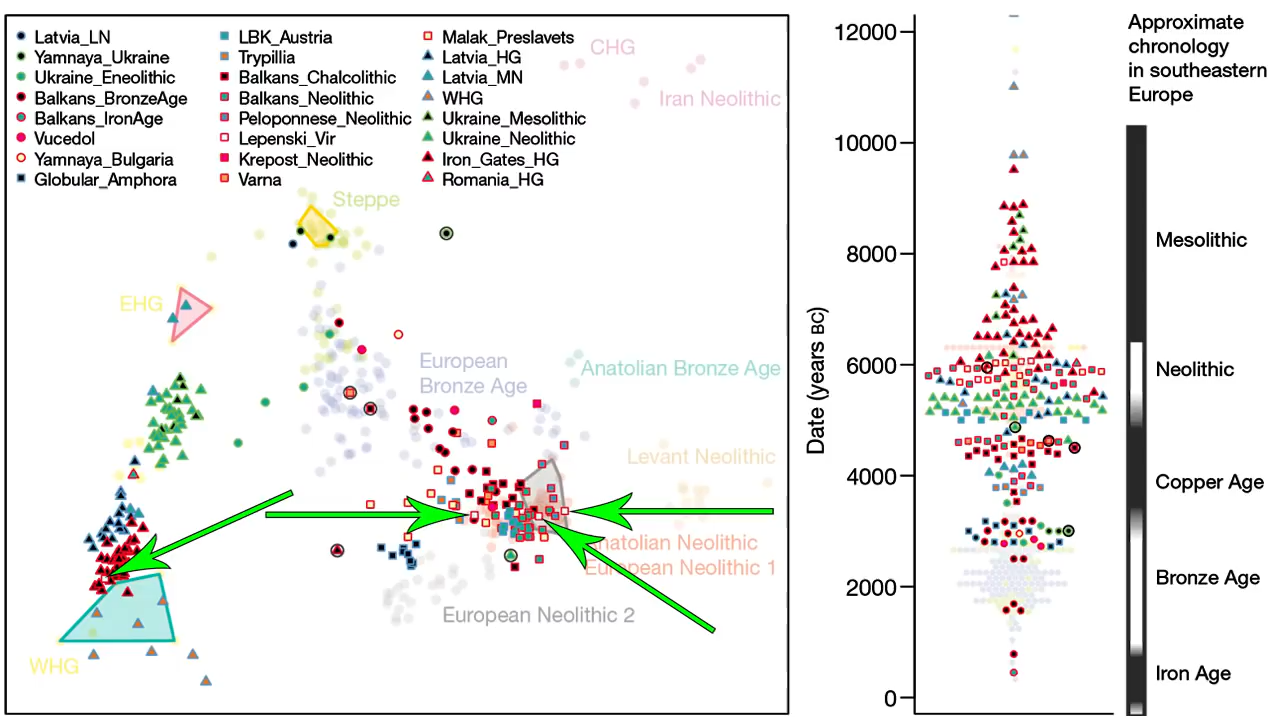 Latvia_LN
Yamnaya_Ukraine
Ukraine_Eneolithic
Balkans_BronzeAge
Balkans_IronAge
Vucedol
Yamnaya_Bulgaria
Globular_Amphora
LBK_Austria
Trypillia
Balkans_Chalcolithic
Balkans_Neolithic
Peloponnese_Neolithic
Lepenski_Vir
Krepost_Neolithic
Varna
Malak_Preslavets
Latvia_HG
Latvia_MN
WHG
Ukraine_Mesolithic
Ukraine_Neolithic
Iron_Gates_HG
Romania_HG
CHG
Iran Neolithic
Steppe
EHG
European
Bronze Age
Anatolian Bronze Age
Levant Neolithic
Anatolian Neolithic
European Neolithic 1
European Neolithic 2
WHG
Date (years BC)
12000
10000
8000
6000
4000
2000
0
Approximate
chronology
in southeastern
Europe
Mesolithic
Neolithic
Copper Age
Bronze Age
Iron Age